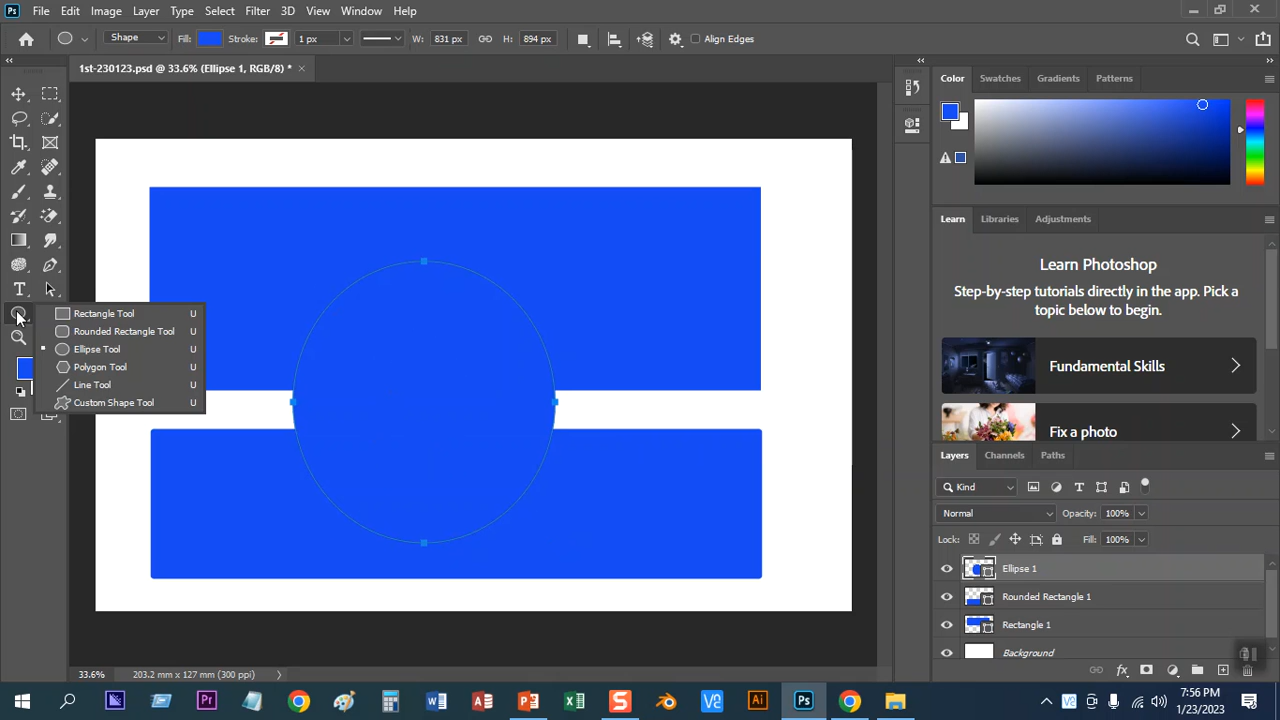 Ps File Edit Image Layer Type Select Filter 3D View Window Help
Shape Fill: Stroke: 1 px W: 831 px H: 894 px Align Edges
1st-230123.psd @ 33.6% (Ellipse 1, RGB/8) *
Color Swatches Gradients Patterns
Learn Libraries Adjustments
Learn Photoshop
Step-by-step tutorials directly in the app. Pick a
topic below to begin.
Fundamental Skills
Fix a photo
Rectangle Tool U
Rounded Rectangle Tool U
Ellipse Tool U
Polygon Tool U
Line Tool U
Custom Shape Tool U
Layers Channels Paths
Kind
Normal Opacity: 100%
Lock: Fill: 100%
Ellipse 1
Rounded Rectangle 1
Rectangle 1
Background
33.6% 203.2 mm x 127 mm (300 ppi)
Pr Ai Ps
7:56 PM
1/23/2023